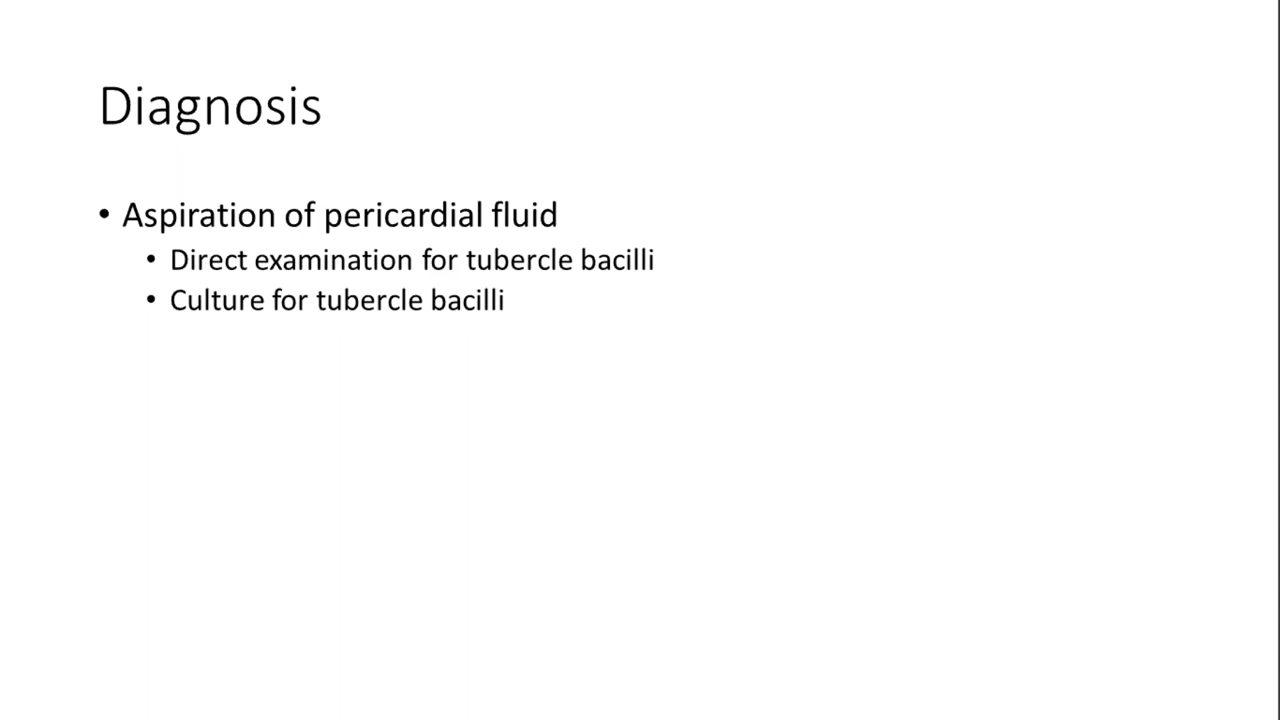 Diagnosis
• Aspiration of pericardial fluid
• Direct examination for tubercle bacilli
• Culture for tubercle bacilli